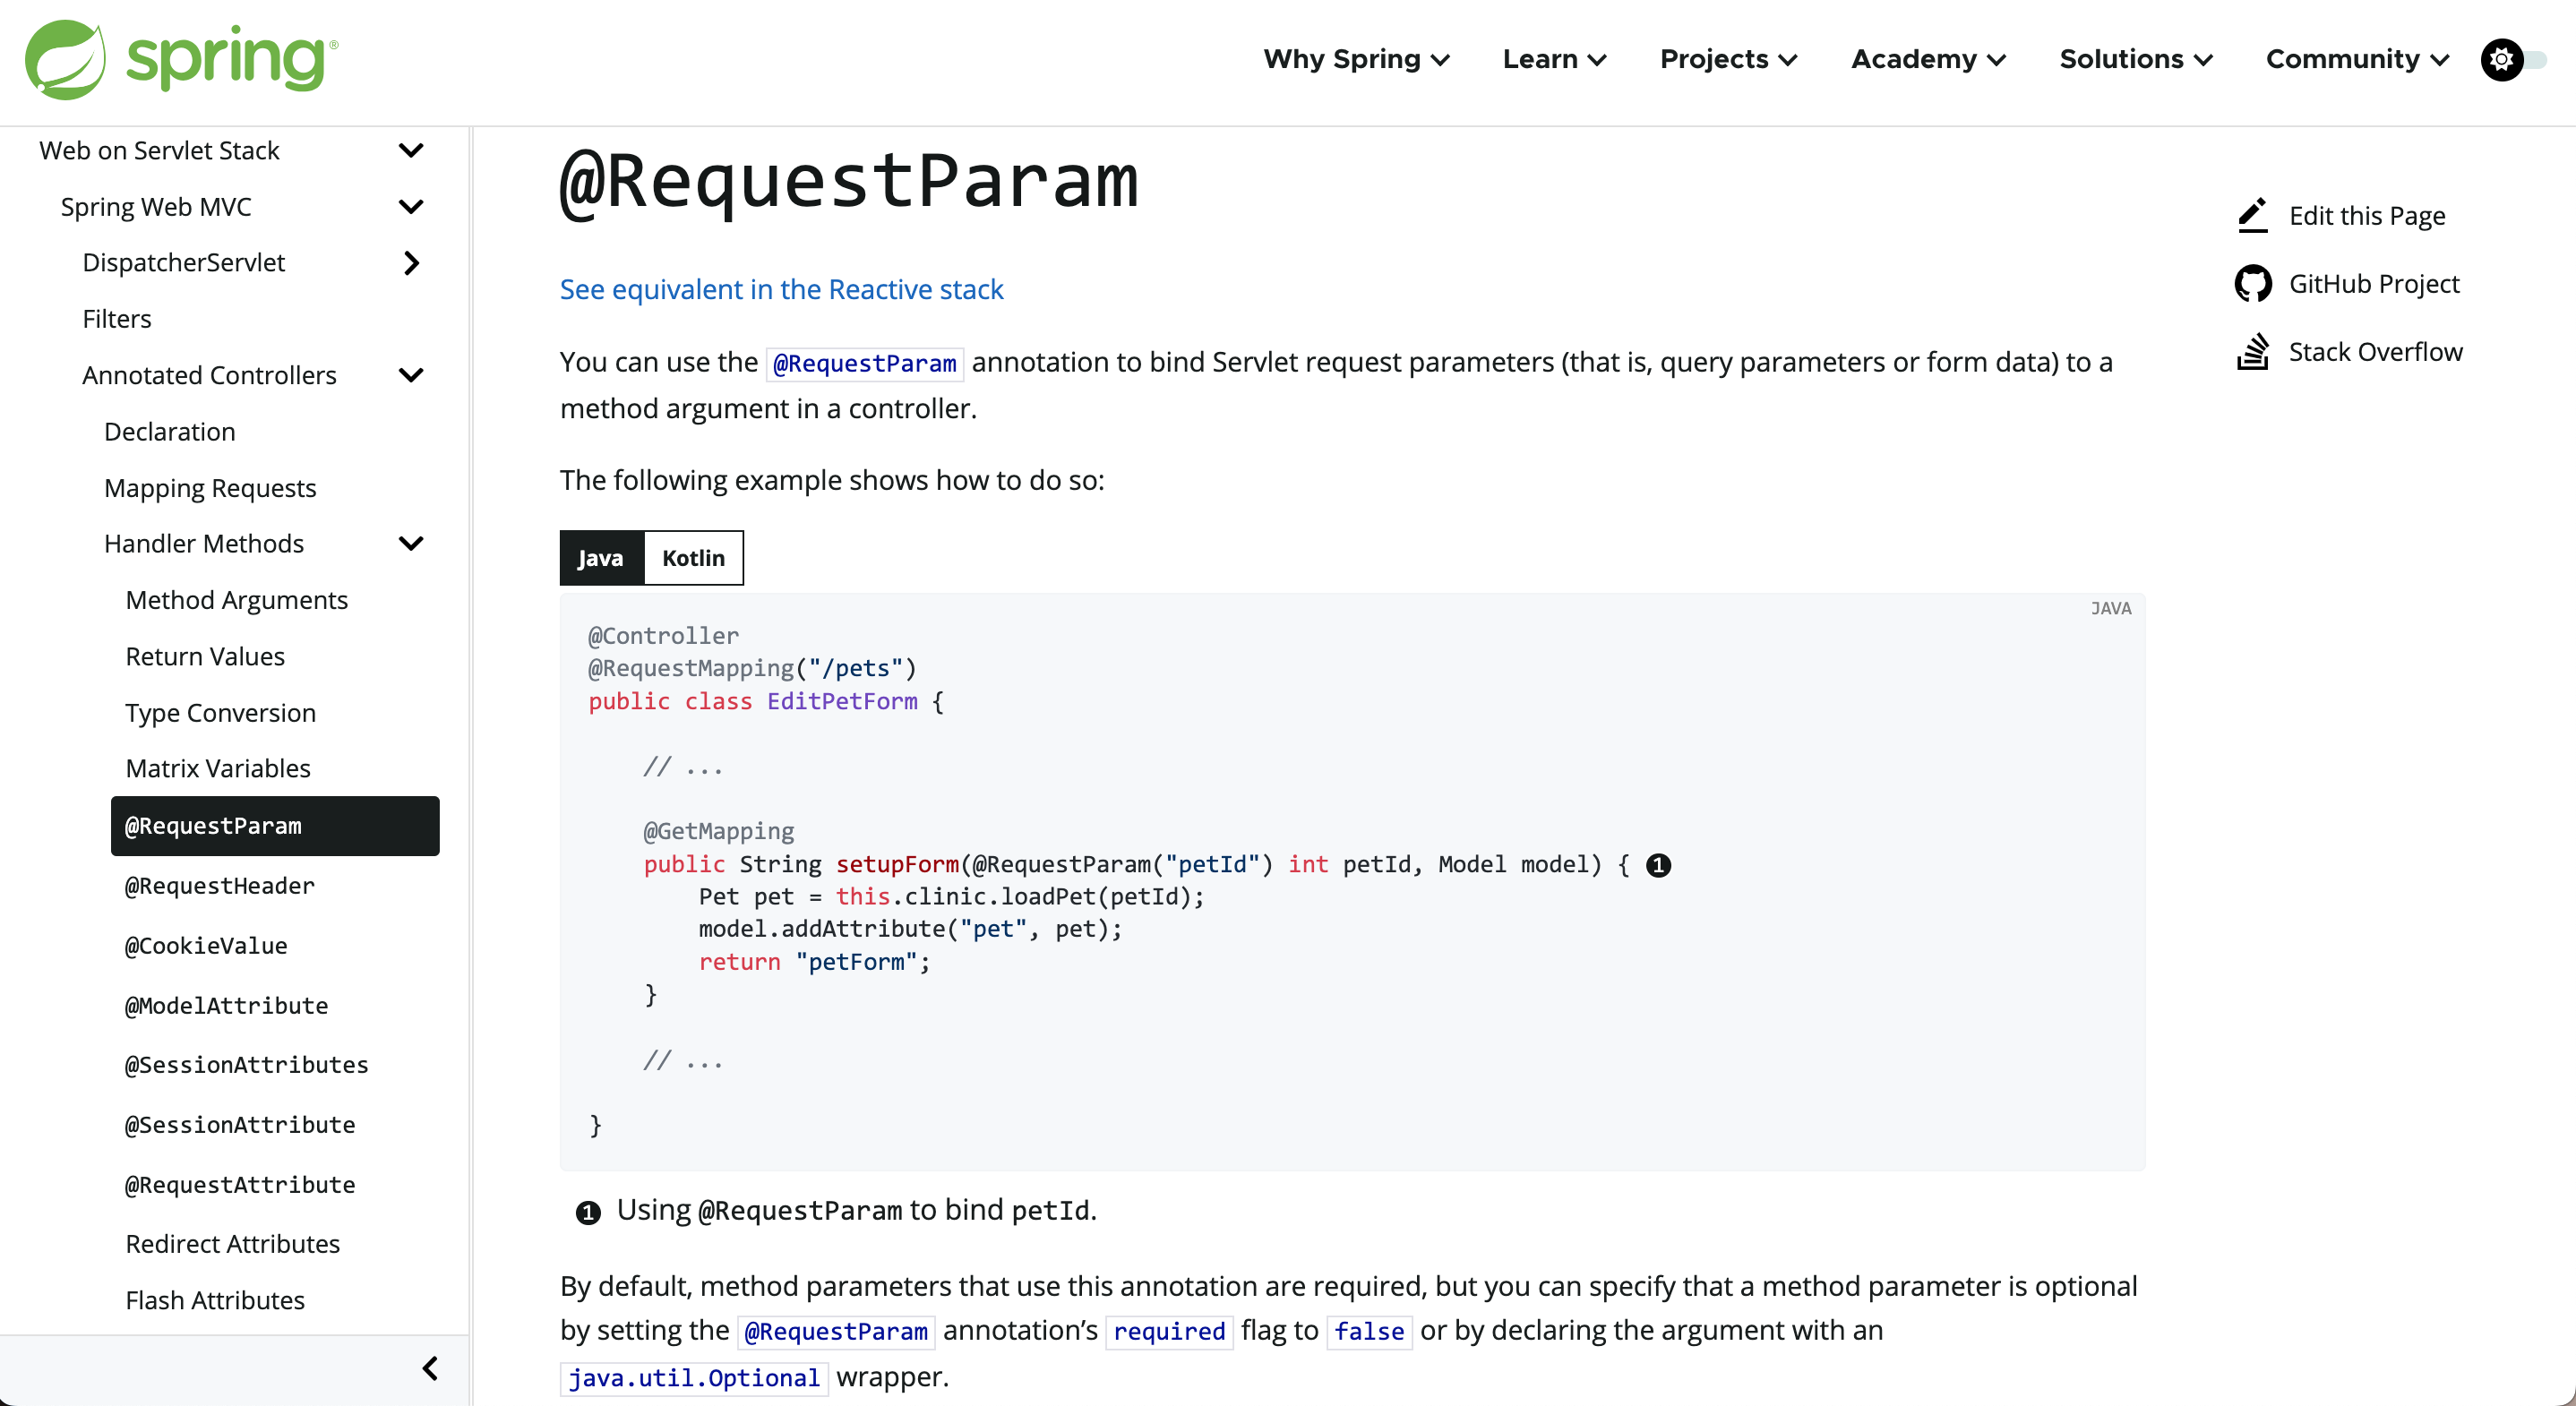 spring®
Why Spring
Learn
Projects
Academy
Solutions
Community
Web on Servlet Stack
Spring Web MVC
DispatcherServlet
Filters
Annotated Controllers
Declaration
Mapping Requests
Handler Methods
Method Arguments
Return Values
Type Conversion
Matrix Variables
@RequestParam
@RequestHeader
@CookieValue
@ModelAttribute
@SessionAttributes
@SessionAttribute
@RequestAttribute
Redirect Attributes
Flash Attributes
@RequestParam
See equivalent in the Reactive stack
You can use the @RequestParam annotation to bind Servlet request parameters (that is, query parameters or form data) to a
method argument in a controller.
The following example shows how to do so:
Java Kotlin
JAVA
@Controller
@RequestMapping("/pets")
public class EditPetForm {
// ...
@GetMapping
public String setupForm(@RequestParam("petId") int petId, Model model) { 1
Pet pet = this.clinic.loadPet(petId);
model.addAttribute("pet", pet);
return "petForm";
}
// ...
}
1 Using @RequestParam to bind petId.
By default, method parameters that use this annotation are required, but you can specify that a method parameter is optional
by setting the @RequestParam annotation’s required flag to false or by declaring the argument with an
java.util.Optional wrapper.
Edit this Page
GitHub Project
Stack Overflow